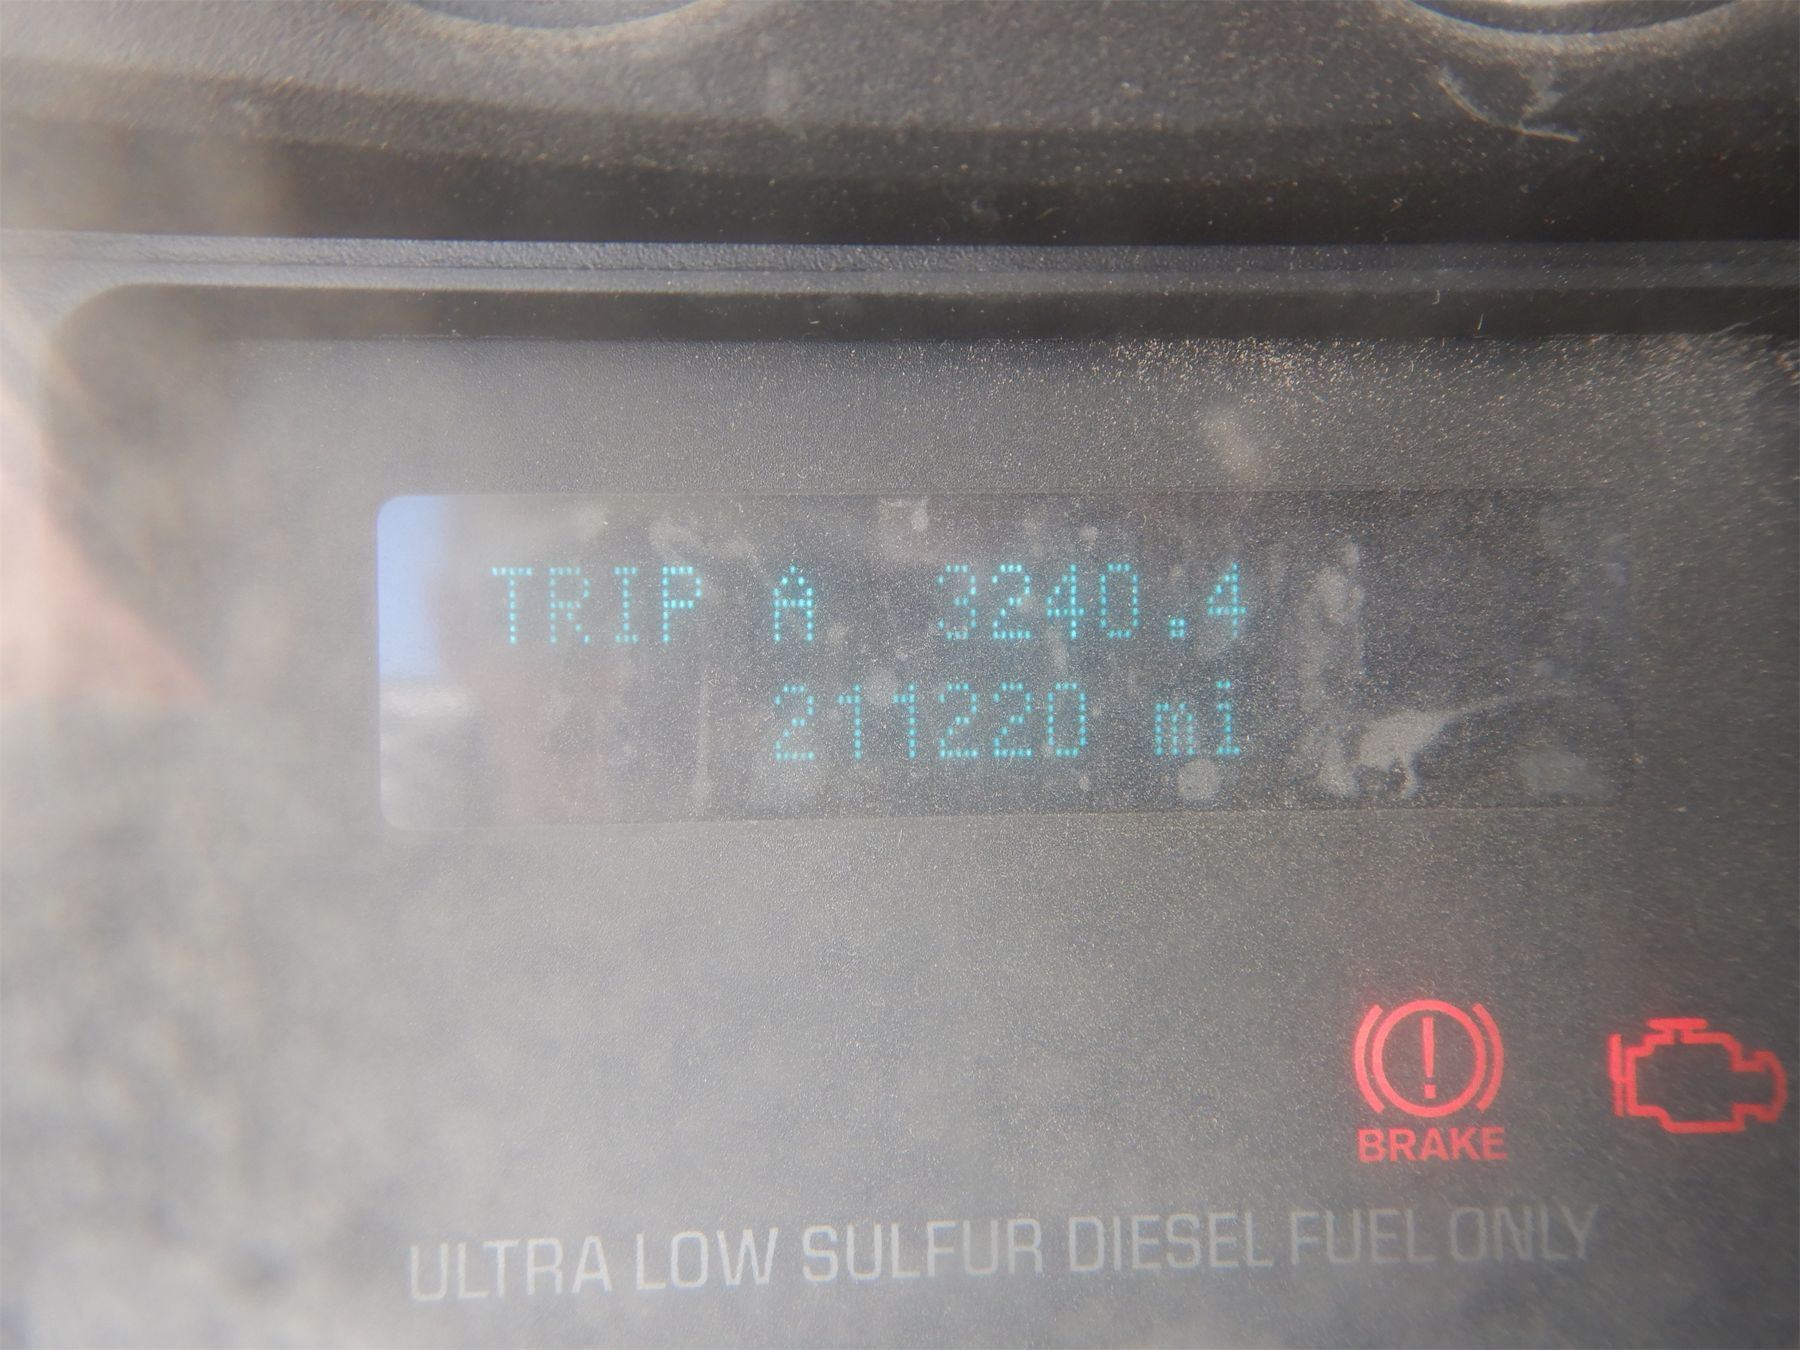 TRIP A 3240.4
211220 mi
BRAKE
ULTRA LOW SULFUR DIESEL FUEL ONLY